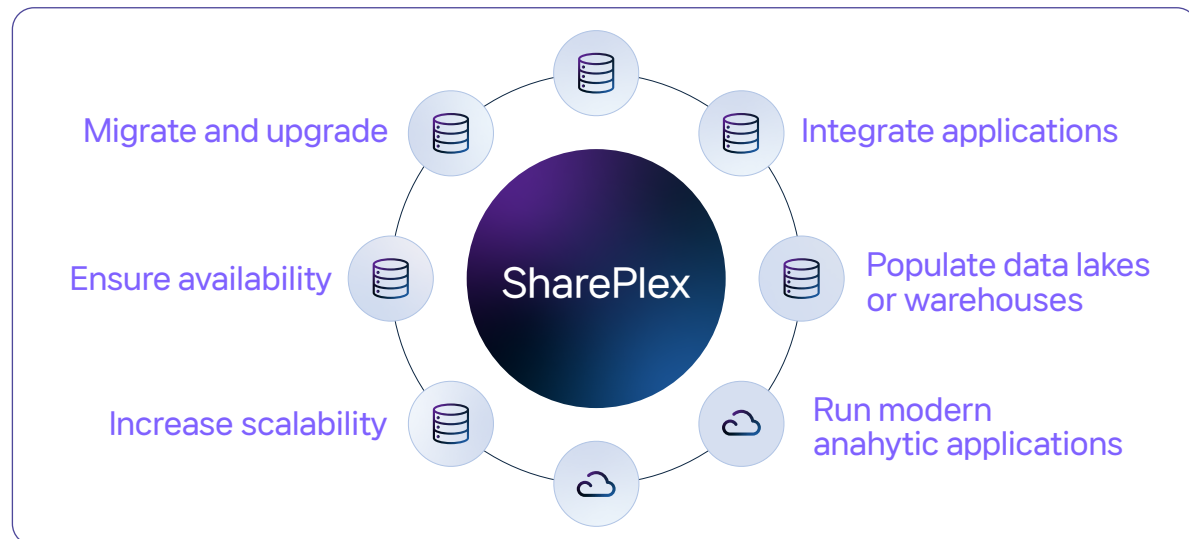 Migrate and upgrade
Integrate applications
Ensure availability
SharePlex
Populate data lakes
or warehouses
Increase scalability
Run modern
anahytic applications